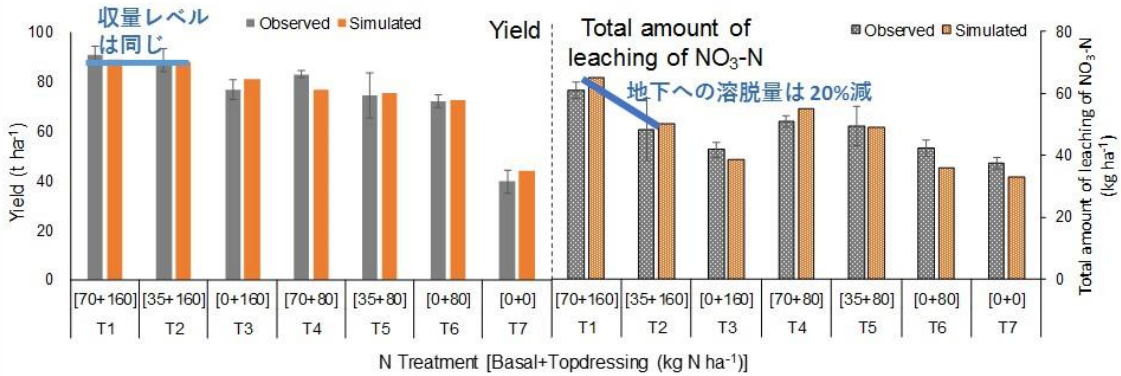 Observed Simulated
Yield
収量レベル
は同じ
Yield (t ha⁻¹)
100
80
60
40
20
0
Total amount of
leaching of NO₃-N
Observed Simulated
地下への溶脱量は 20%減
80
60
40
20
0
Total amount of leaching of NO₃-N
(kg ha⁻¹)
[70+160] [35+160] [0+160] [70+80] [35+80] [0+80] [0+0] [70+160] [35+160] [0+160] [70+80] [35+80] [0+80] [0+0]
T1 T2 T3 T4 T5 T6 T7 T1 T2 T3 T4 T5 T6 T7
N Treatment [Basal+Topdressing (kg N ha⁻¹)]